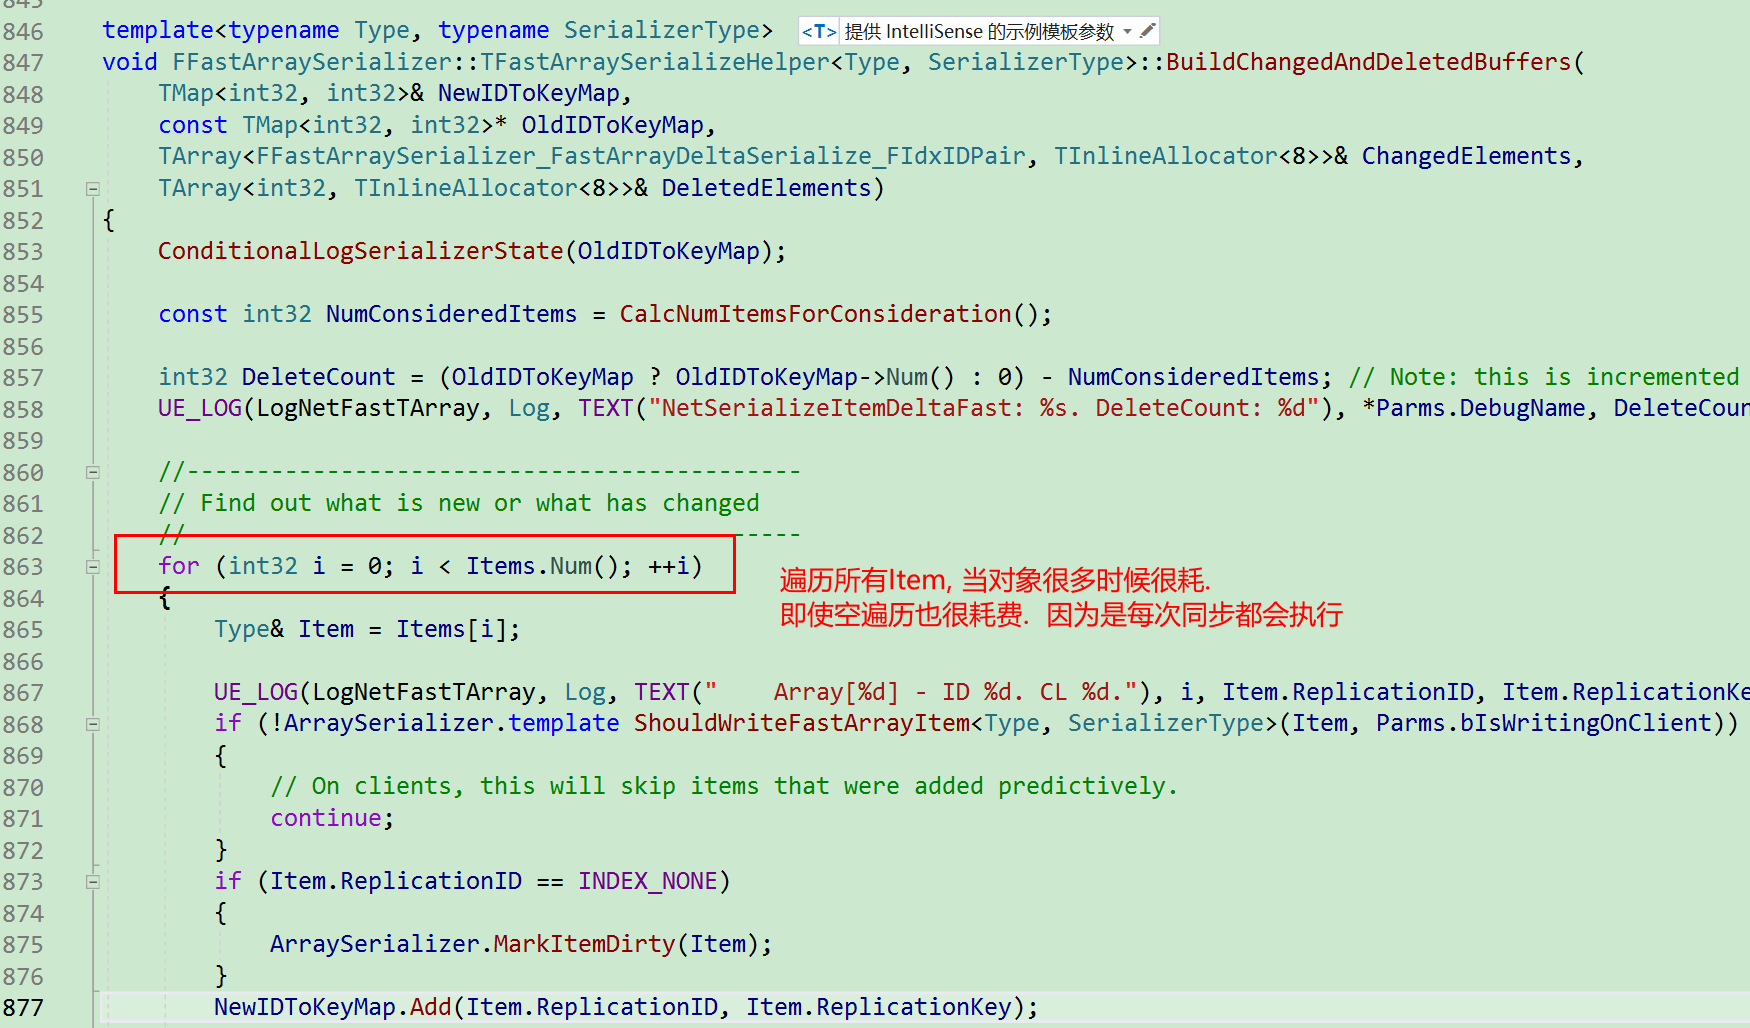 845
846 template<typename Type, typename SerializerType> <T> 提供 IntelliSense 的示例模板参数
847 void FFastArraySerializer::TFastArraySerializeHelper<Type, SerializerType>::BuildChangedAndDeletedBuffers(
848 TMap<int32, int32>& NewIDToKeyMap,
849 const TMap<int32, int32>* OldIDToKeyMap,
850 TArray<FFastArraySerializer_FastArrayDeltaSerialize_FIdxIDPair, TInlineAllocator<8>>& ChangedElements,
851 TArray<int32, TInlineAllocator<8>>& DeletedElements)
852 {
853 ConditionalLogSerializerState(OldIDToKeyMap);
854
855 const int32 NumConsideredItems = CalcNumItemsForConsideration();
856
857 int32 DeleteCount = (OldIDToKeyMap ? OldIDToKeyMap->Num() : 0) - NumConsideredItems; // Note: this is incremented
858 UE_LOG(LogNetFastTArray, Log, TEXT("NetSerializeItemDeltaFast: %s. DeleteCount: %d"), *Parms.DebugName, DeleteCoun
859
860 //--------------------------------------------
861 // Find out what is new or what has changed
862 //--------------------------------------------
863 for (int32 i = 0; i < Items.Num(); ++i)
遍历所有Item, 当对象很多时候很耗.
864 {
即使空遍历也很耗费. 因为是每次同步都会执行
865 Type& Item = Items[i];
866
867 UE_LOG(LogNetFastTArray, Log, TEXT("    Array[%d] - ID %d. CL %d."), i, Item.ReplicationID, Item.ReplicationKe
868 if (!ArraySerializer.template ShouldWriteFastArrayItem<Type, SerializerType>(Item, Parms.bIsWritingOnClient))
869 {
870 // On clients, this will skip items that were added predictively.
871 continue;
872 }
873 if (Item.ReplicationID == INDEX_NONE)
874 {
875 ArraySerializer.MarkItemDirty(Item);
876 }
877 NewIDToKeyMap.Add(Item.ReplicationID, Item.ReplicationKey);